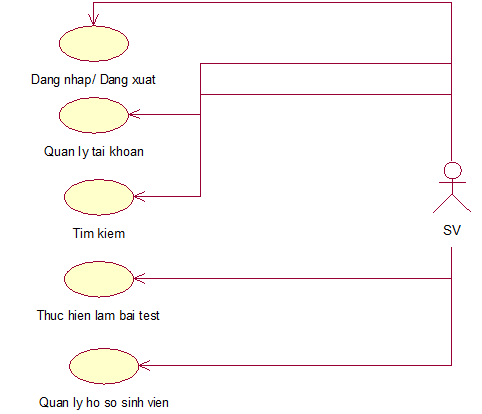 Dang nhap/ Dang xuat
Quan ly tai khoan
Tim kiem
SV
Thuc hien lam bai test
Quan ly ho so sinh vien